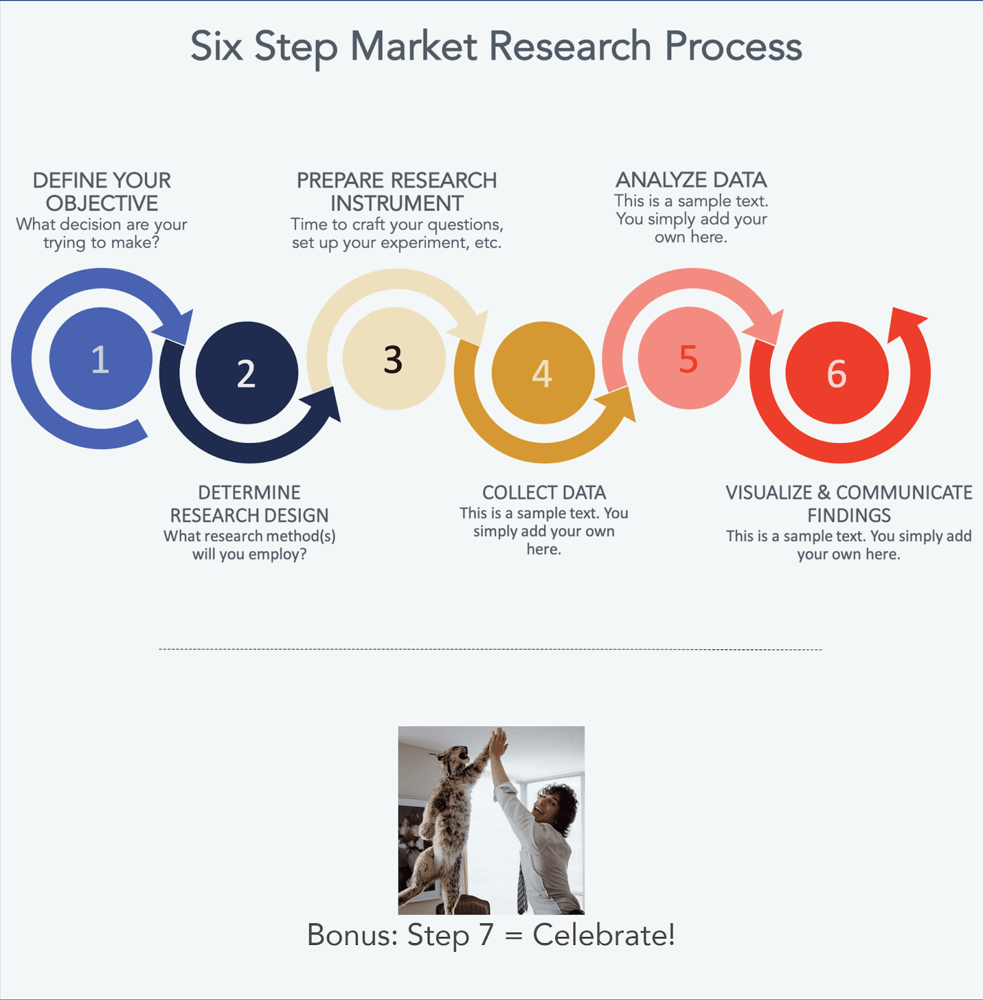 Six Step Market Research Process
DEFINE YOUR
OBJECTIVE
What decision are your
trying to make?
1
DETERMINE
RESEARCH DESIGN
What research method(s)
will you employ?
2
PREPARE RESEARCH
INSTRUMENT
Time to craft your questions,
set up your experiment, etc.
3
COLLECT DATA
This is a sample text. You
simply add your own
here.
4
ANALYZE DATA
This is a sample text.
You simply add your
own here.
5
VISUALIZE & COMMUNICATE
FINDINGS
This is a sample text. You simply add
your own here.
6
Bonus: Step 7 = Celebrate!